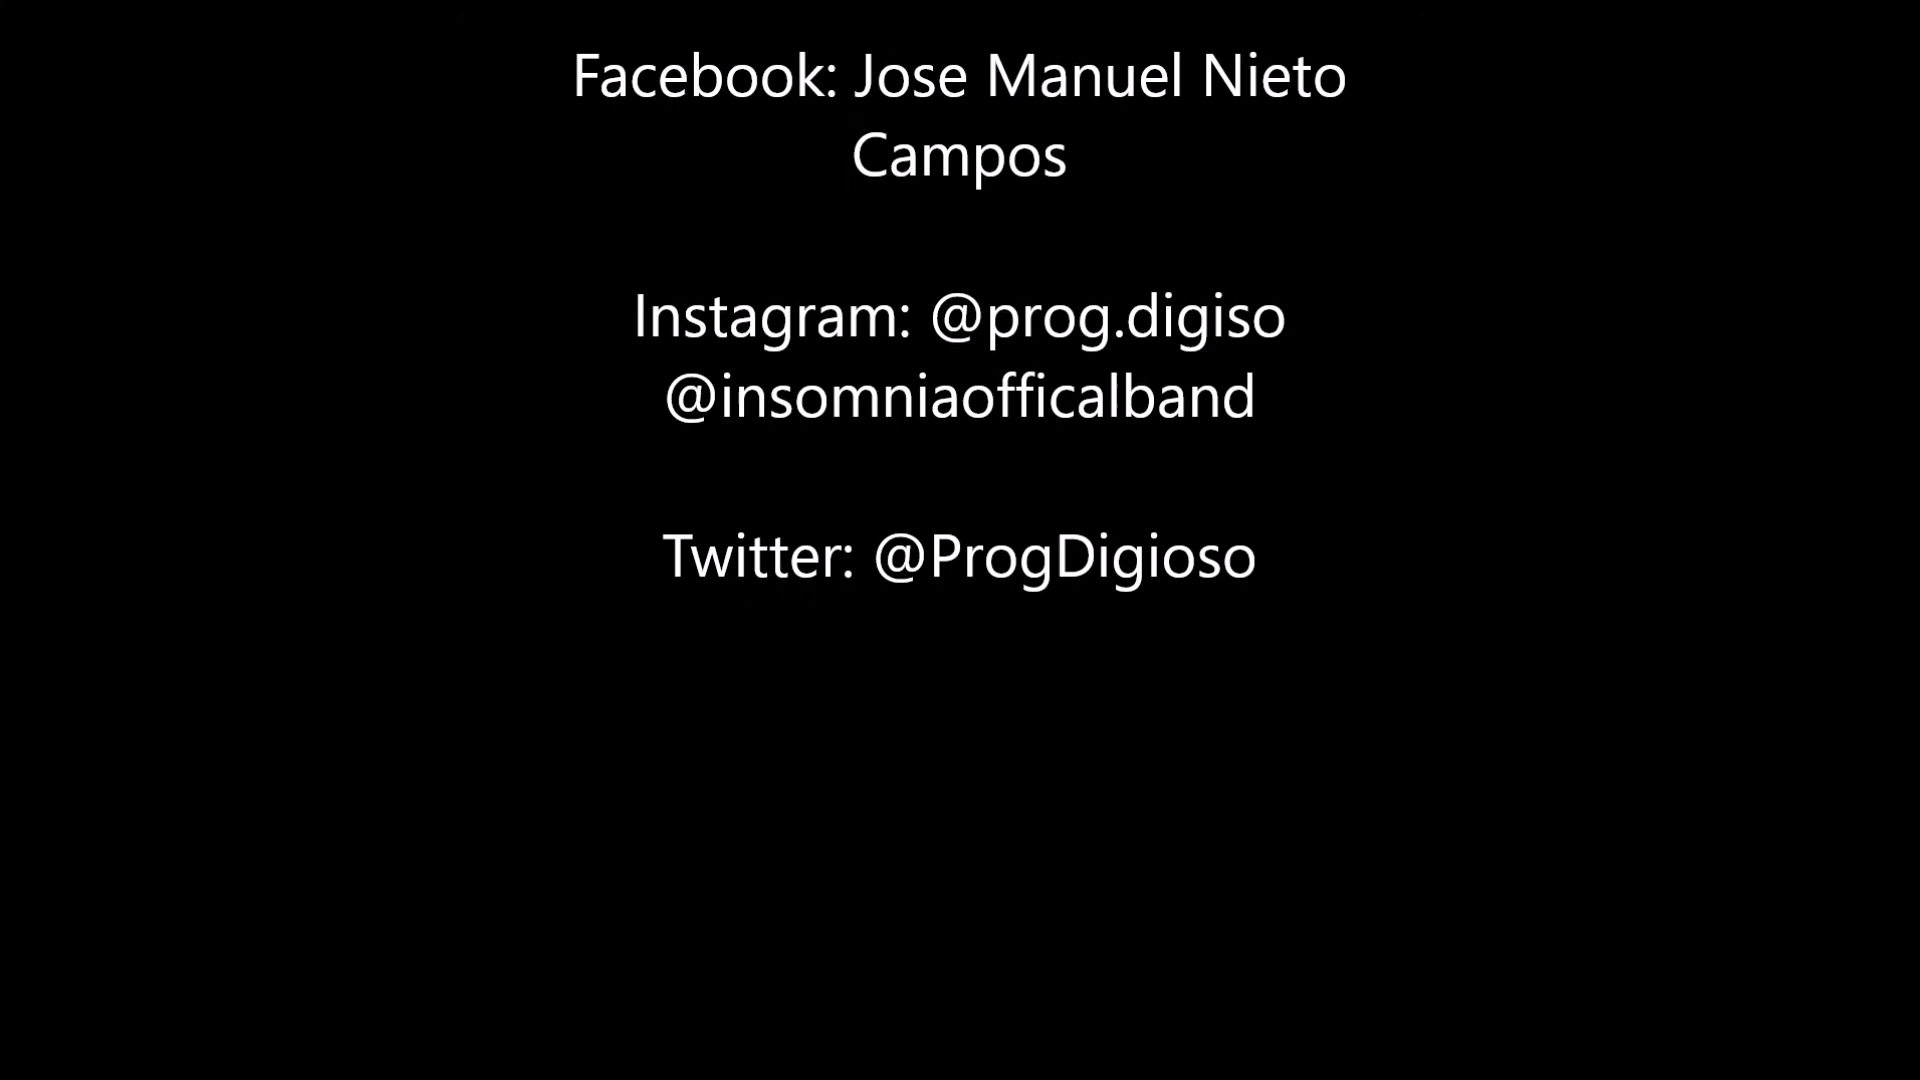 Facebook: Jose Manuel Nieto
Campos
Instagram: @prog.digiso
@insomniaofficalband
Twitter: @ProgDigioso